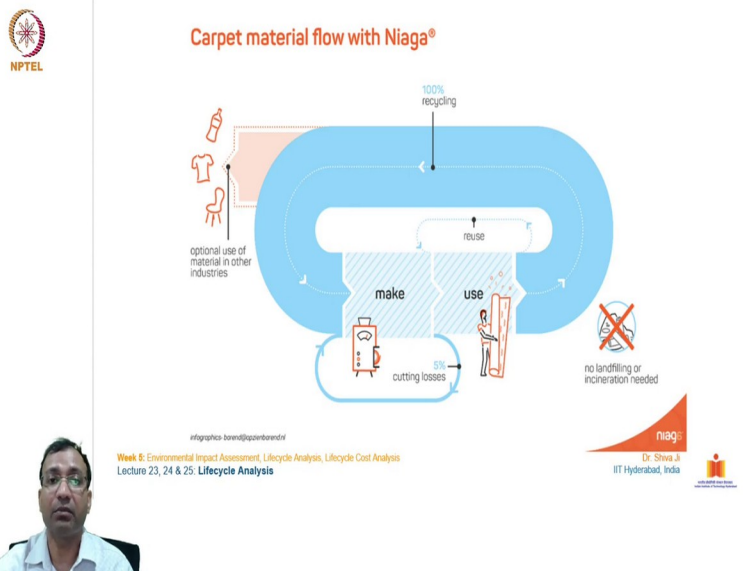 NPTEL
Carpet material flow with Niaga®
100%
recycling
optional use of
material in other
industries
reuse
make
use
5%
cutting losses
no landfilling or
incineration needed
infographics - barend@opzienbarend.nl
niaga
Week 5: Environmental Impact Assessment, Lifecycle Analysis, Lifecycle Cost Analysis
Lecture 23, 24 & 25: Lifecycle Analysis
Dr. Shiva Ji
IIT Hyderabad, India